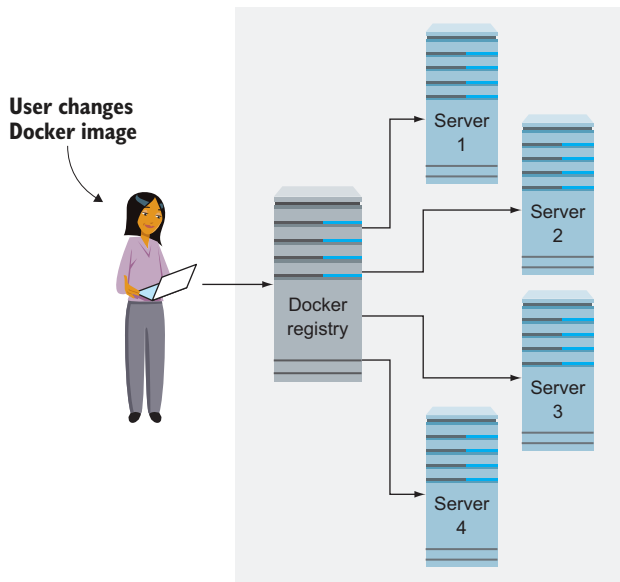 User changes
Docker image
Docker
registry
Server
1
Server
2
Server
3
Server
4